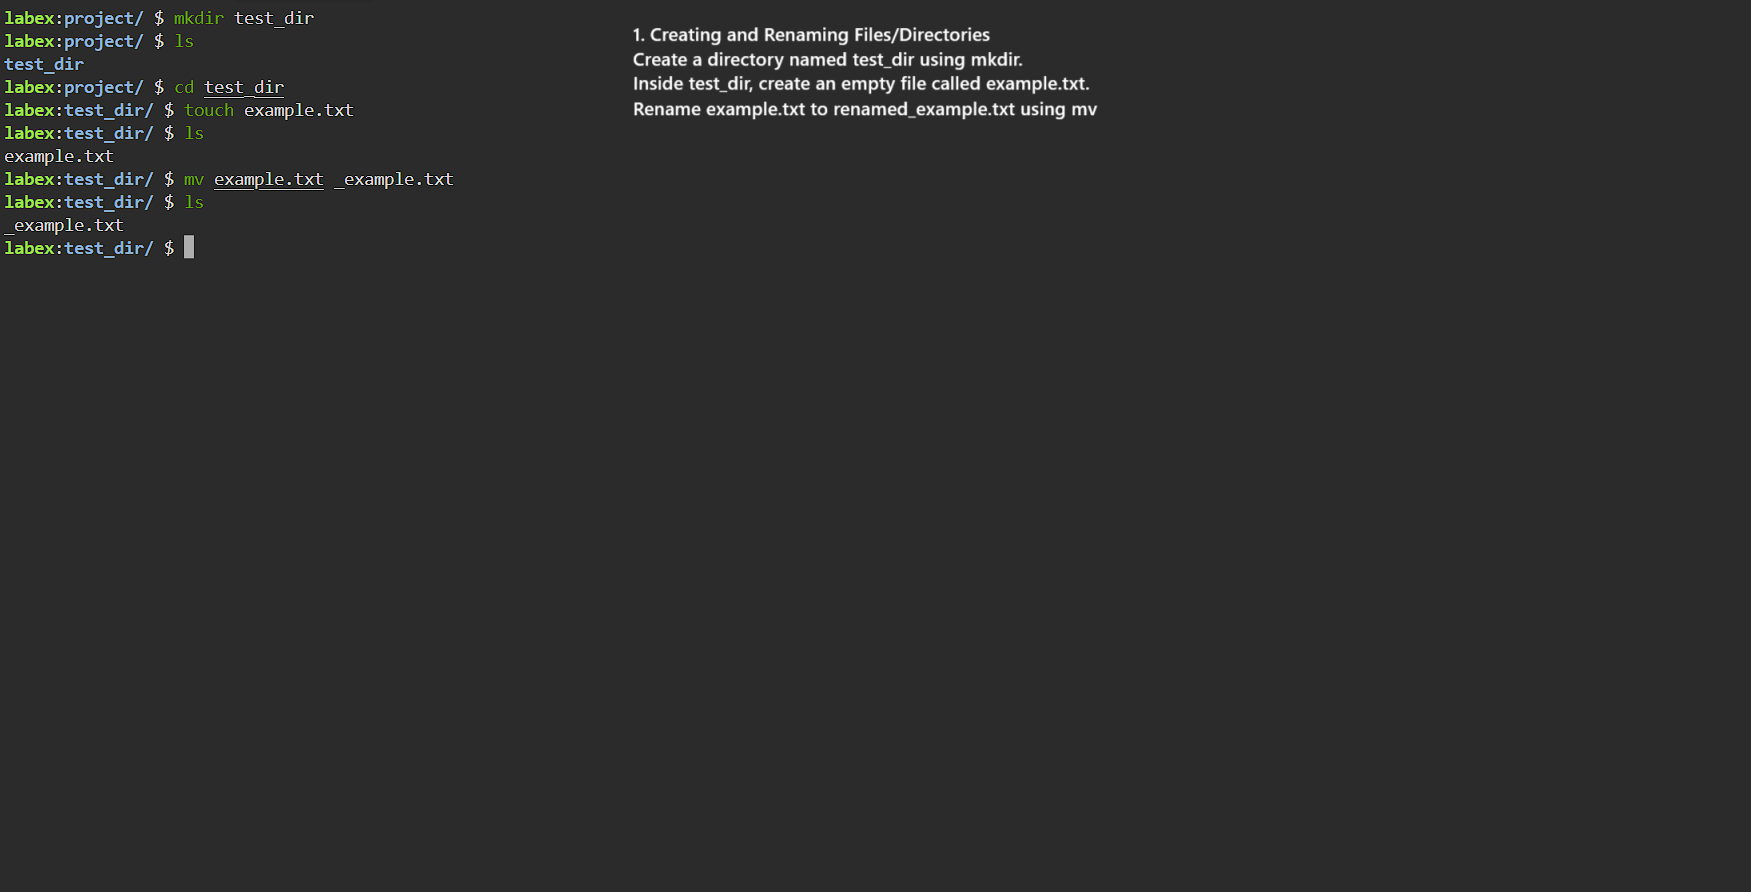 labex:project/ $ mkdir test_dir
labex:project/ $ ls
test_dir
labex:project/ $ cd test_dir
labex:test_dir/ $ touch example.txt
labex:test_dir/ $ ls
example.txt
labex:test_dir/ $ mv example.txt _example.txt
labex:test_dir/ $ ls
_example.txt
labex:test_dir/ $
1. Creating and Renaming Files/Directories
Create a directory named test_dir using mkdir.
Inside test_dir, create an empty file called example.txt.
Rename example.txt to renamed_example.txt using mv